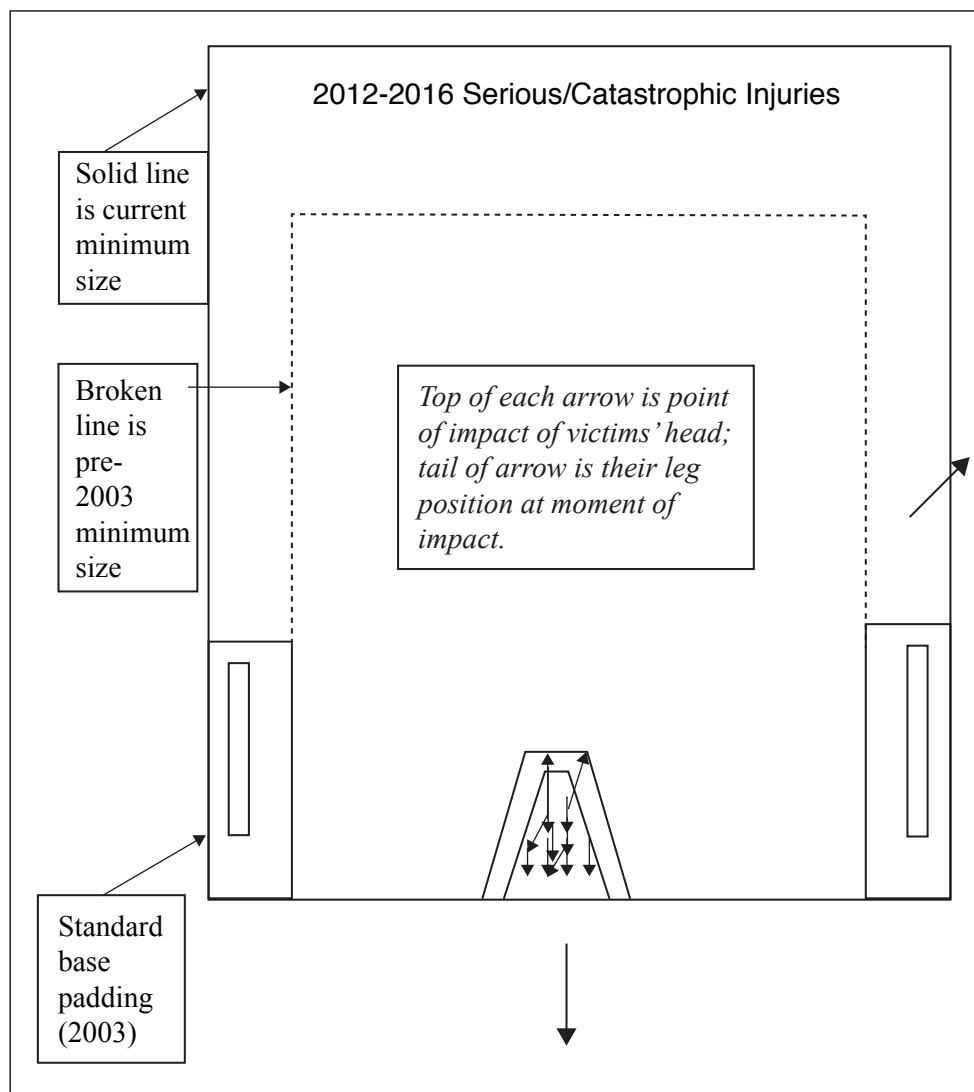 2012-2016 Serious/Catastrophic Injuries
Solid line
is current
minimum
size
Broken
line is
pre-
2003
minimum
size
Top of each arrow is point
of impact of victims’ head;
tail of arrow is their leg
position at moment of
impact.
Standard
base
padding
(2003)